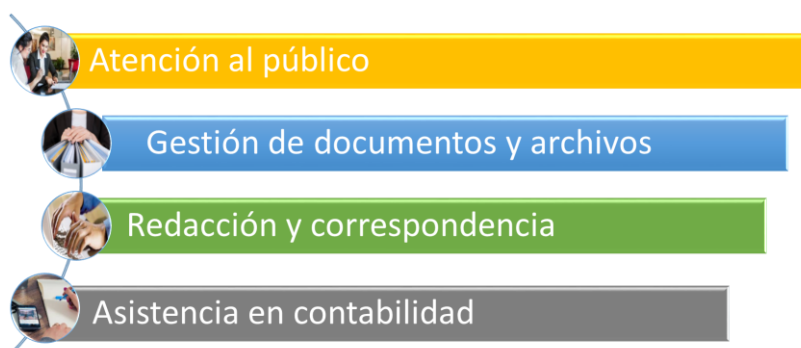 Atención al público
Gestión de documentos y archivos
Redacción y correspondencia
Asistencia en contabilidad